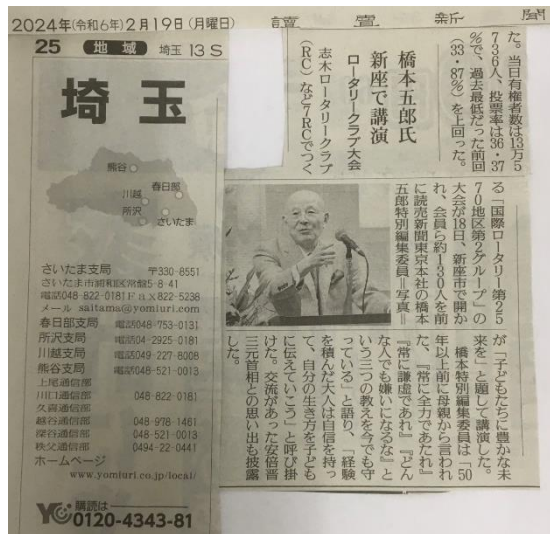 2024年(令和6年)2月19日(月曜日)
讀賣新聞
25 地域 埼玉 13 S
埼玉
熊谷
春日部
川越
所沢
さいたま
さいたま支局 〒330-8551
さいたま市浦和区常盤5-8-41
電話048-822-0181 Fax822-5238
メール saitama@yomiuri.com
春日部支局 電話048-753-0131
所沢支局 電話04-2925-0181
川越支局 電話049-227-8008
熊谷支局 電話048-521-0013
上尾通信部
川口通信部 048-822-0181
久喜通信部
越谷通信部 048-978-1461
深谷通信部 048-521-0013
秩父通信部 0494-22-0441
ホームページ
www.yomiuri.co.jp/local/
購読は
0120-4343-81
た。当日有権者数は13万5
736人、投票率は36・37
%で、過去最低だった前回
(33・87%)を上回った。
橋本五郎氏
新座で講演
ロータリークラブ大会
志木ロータリークラブ
(RC)など7RCでつく
る「国際ロータリー第25
70地区第2グループ」の
大会が18日、新座市で開か
れ、会員ら約130人を前
に読売新聞東京本社の橋本
五郎特別編集委員=写真=
が「子どもたちに豊かな未
来を」と題して講演した。
橋本特別編集委員は「50
年以上前に母親から言われ
た、『常に全力であたれ』
『常に謙虚であれ』『どん
な人でも嫌いになるな』と
いう三つの教えを今でも守
っている」と語り、「経験
を積んだ大人は自信を持っ
て、自分の生き方を子ども
に伝えていこう」と呼び掛
けた。交流があった安倍晋
三元首相との思い出も披露
した。